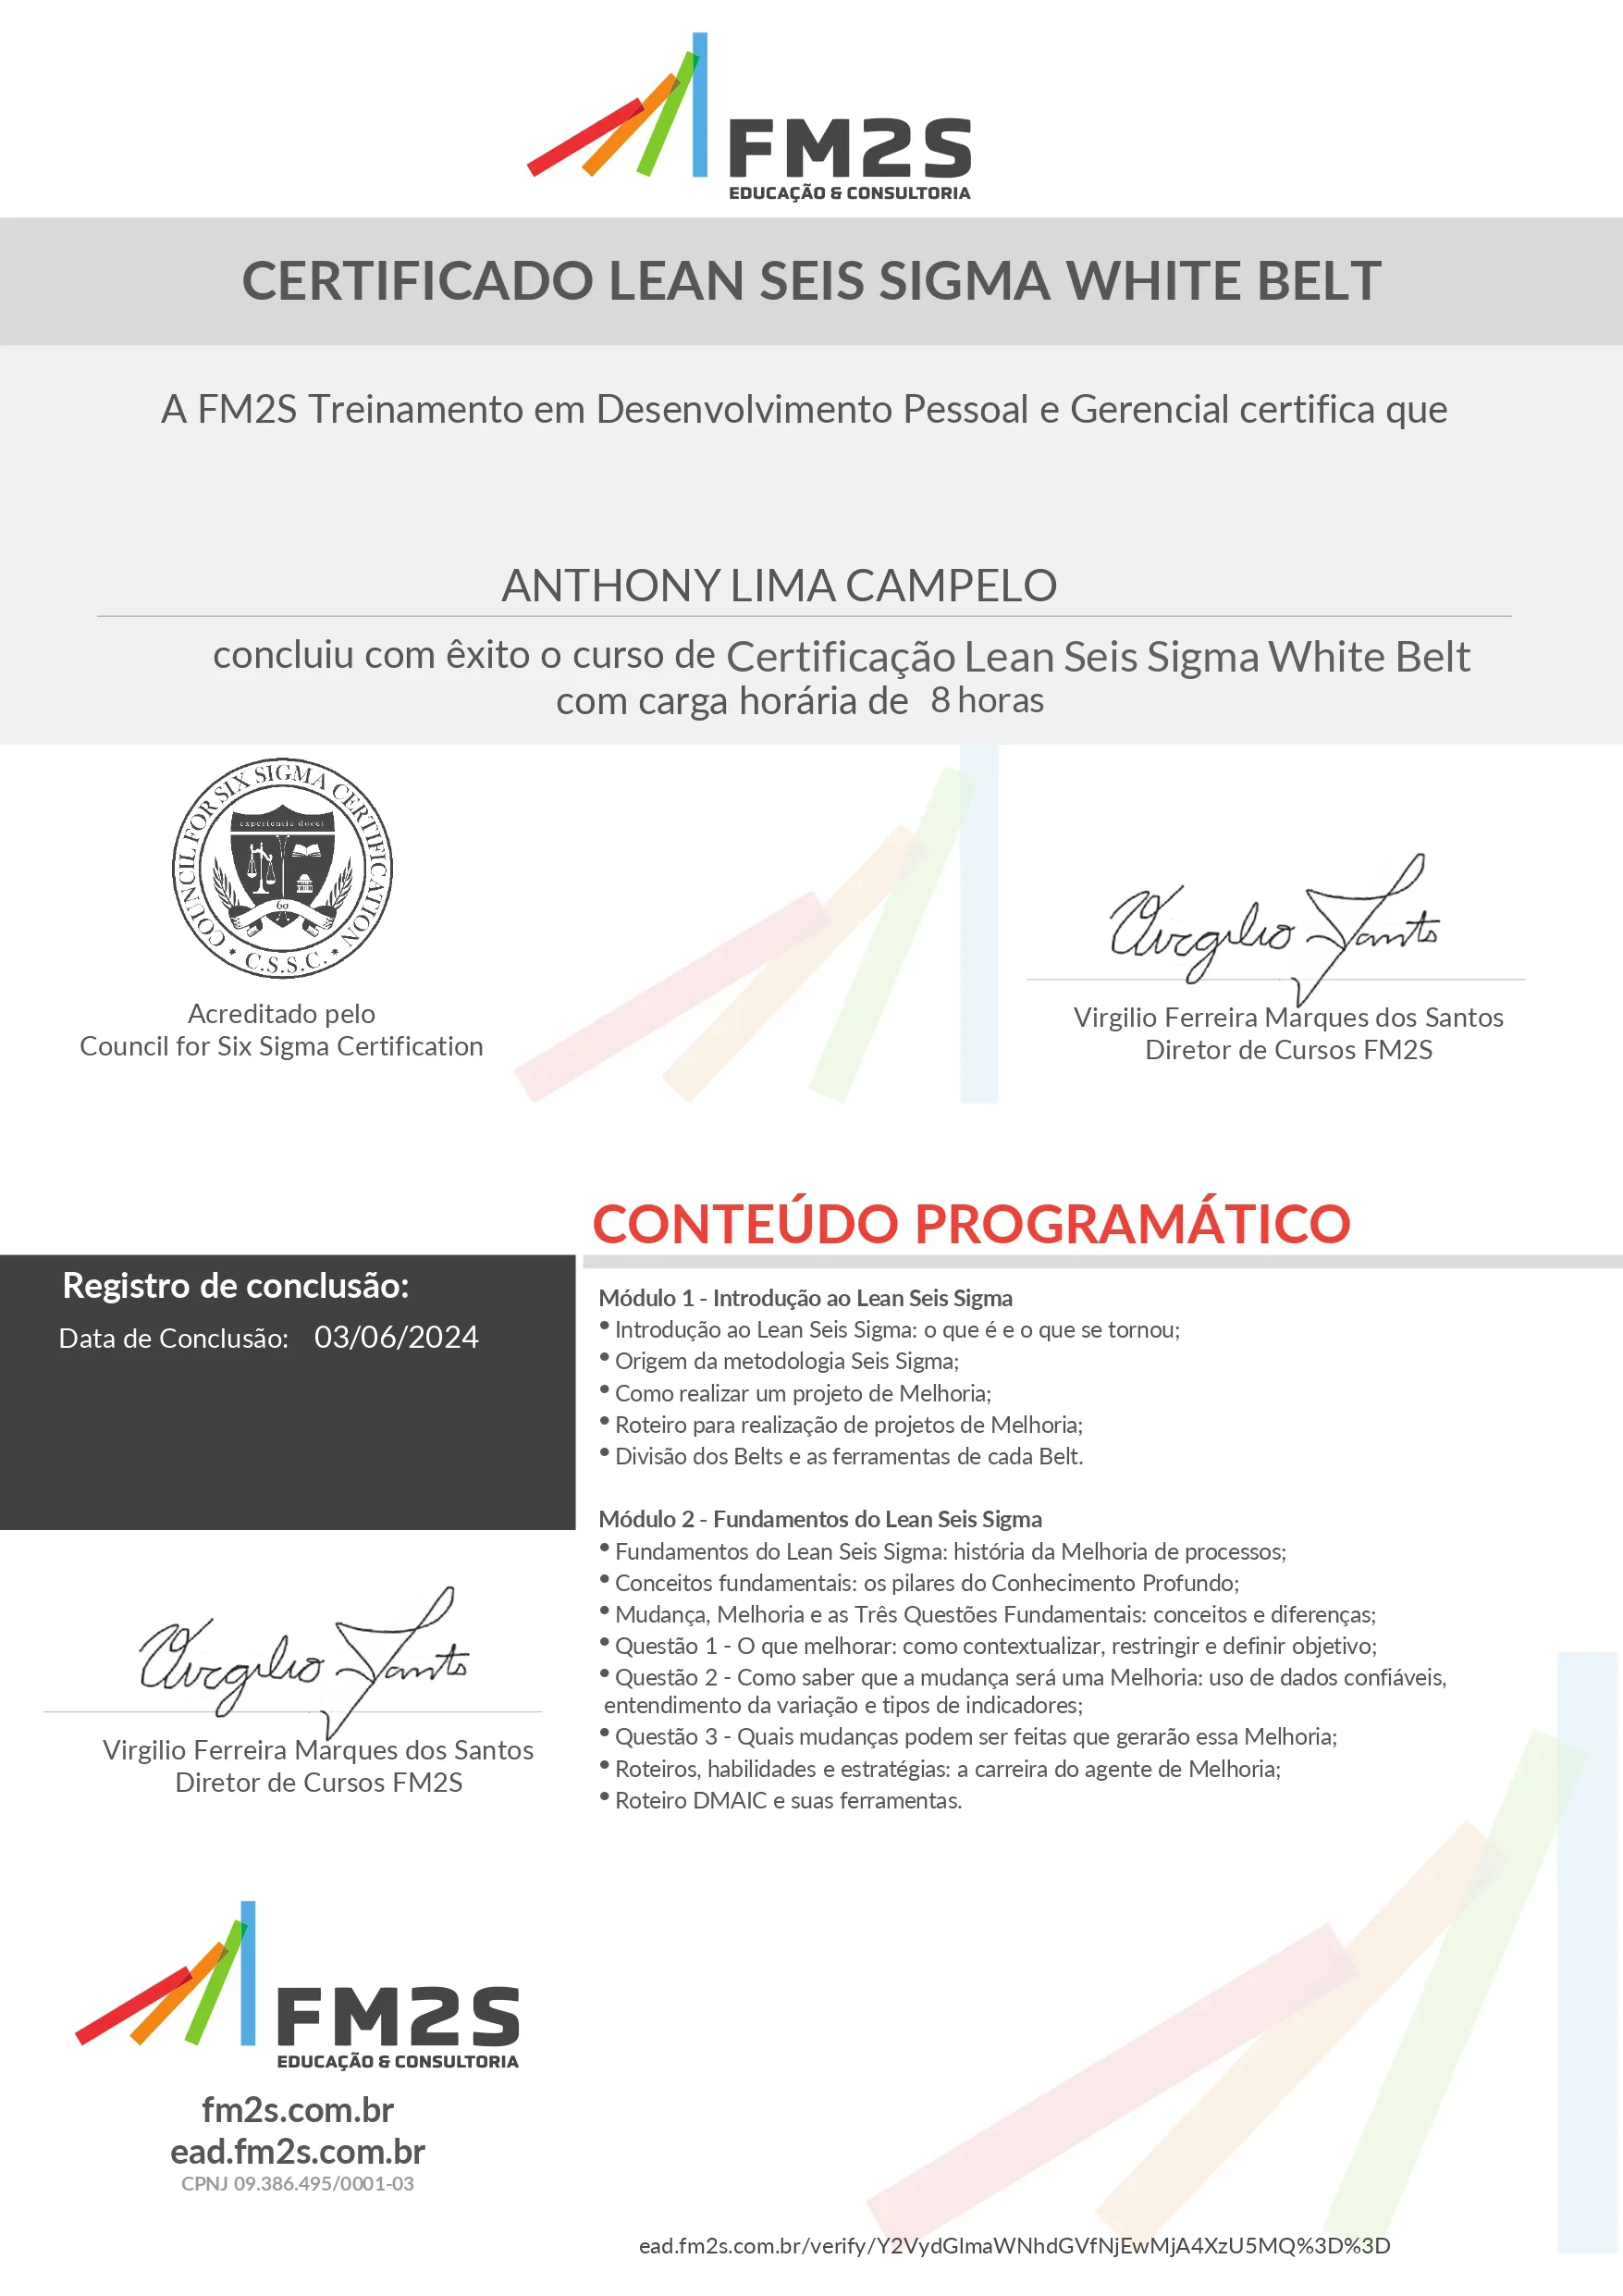 FM2S
EDUCAÇÃO & CONSULTORIA
CERTIFICADO LEAN SEIS SIGMA WHITE BELT
A FM2S Treinamento em Desenvolvimento Pessoal e Gerencial certifica que
ANTHONY LIMA CAMPELO
concluiu com êxito o curso de Certificação Lean Seis Sigma White Belt
com carga horária de 8 horas
COUNCIL FOR SIX SIGMA CERTIFICATION
experientia docet
6σ
* C.S.S.C. *
Acreditado pelo
Council for Six Sigma Certification
Virgilio Santos
Virgilio Ferreira Marques dos Santos
Diretor de Cursos FM2S
CONTEÚDO PROGRAMÁTICO
Registro de conclusão:
Data de Conclusão: 03/06/2024
Módulo 1 - Introdução ao Lean Seis Sigma
• Introdução ao Lean Seis Sigma: o que é e o que se tornou;
• Origem da metodologia Seis Sigma;
• Como realizar um projeto de Melhoria;
• Roteiro para realização de projetos de Melhoria;
• Divisão dos Belts e as ferramentas de cada Belt.
Módulo 2 - Fundamentos do Lean Seis Sigma
• Fundamentos do Lean Seis Sigma: história da Melhoria de processos;
• Conceitos fundamentais: os pilares do Conhecimento Profundo;
• Mudança, Melhoria e as Três Questões Fundamentais: conceitos e diferenças;
• Questão 1 - O que melhorar: como contextualizar, restringir e definir objetivo;
• Questão 2 - Como saber que a mudança será uma Melhoria: uso de dados confiáveis,
entendimento da variação e tipos de indicadores;
• Questão 3 - Quais mudanças podem ser feitas que gerarão essa Melhoria;
• Roteiros, habilidades e estratégias: a carreira do agente de Melhoria;
• Roteiro DMAIC e suas ferramentas.
Virgilio Santos
Virgilio Ferreira Marques dos Santos
Diretor de Cursos FM2S
FM2S
EDUCAÇÃO & CONSULTORIA
fm2s.com.br
ead.fm2s.com.br
CPNJ 09.386.495/0001-03
ead.fm2s.com.br/verify/Y2VydGlmaWNhdGVfNjEwMjA4XzU5MQ%3D%3D